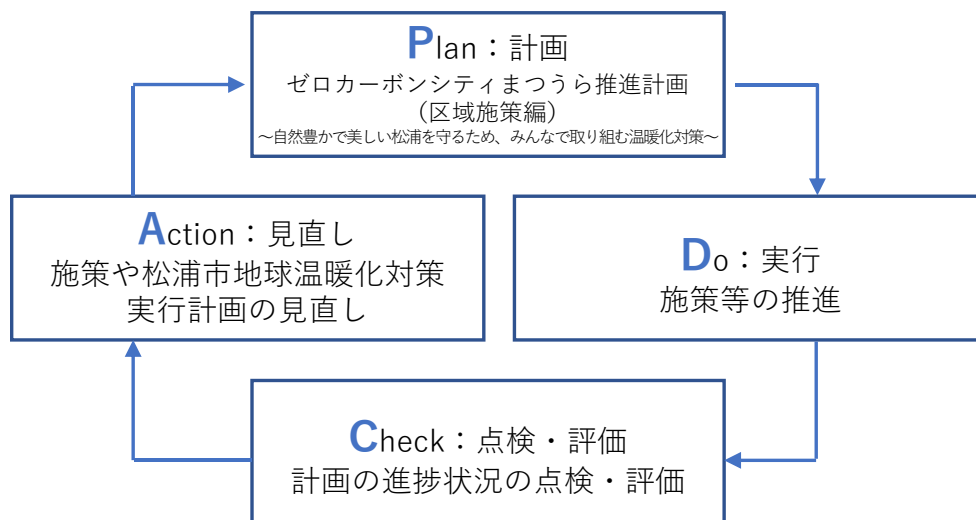 Plan：計画
ゼロカーボンシティまつうら推進計画
（区域施策編）
～自然豊かで美しい松浦を守るため、みんなで取り組む温暖化対策～
Do：実行
施策等の推進
Check：点検・評価
計画の進捗状況の点検・評価
Action：見直し
施策や松浦市地球温暖化対策
実行計画の見直し